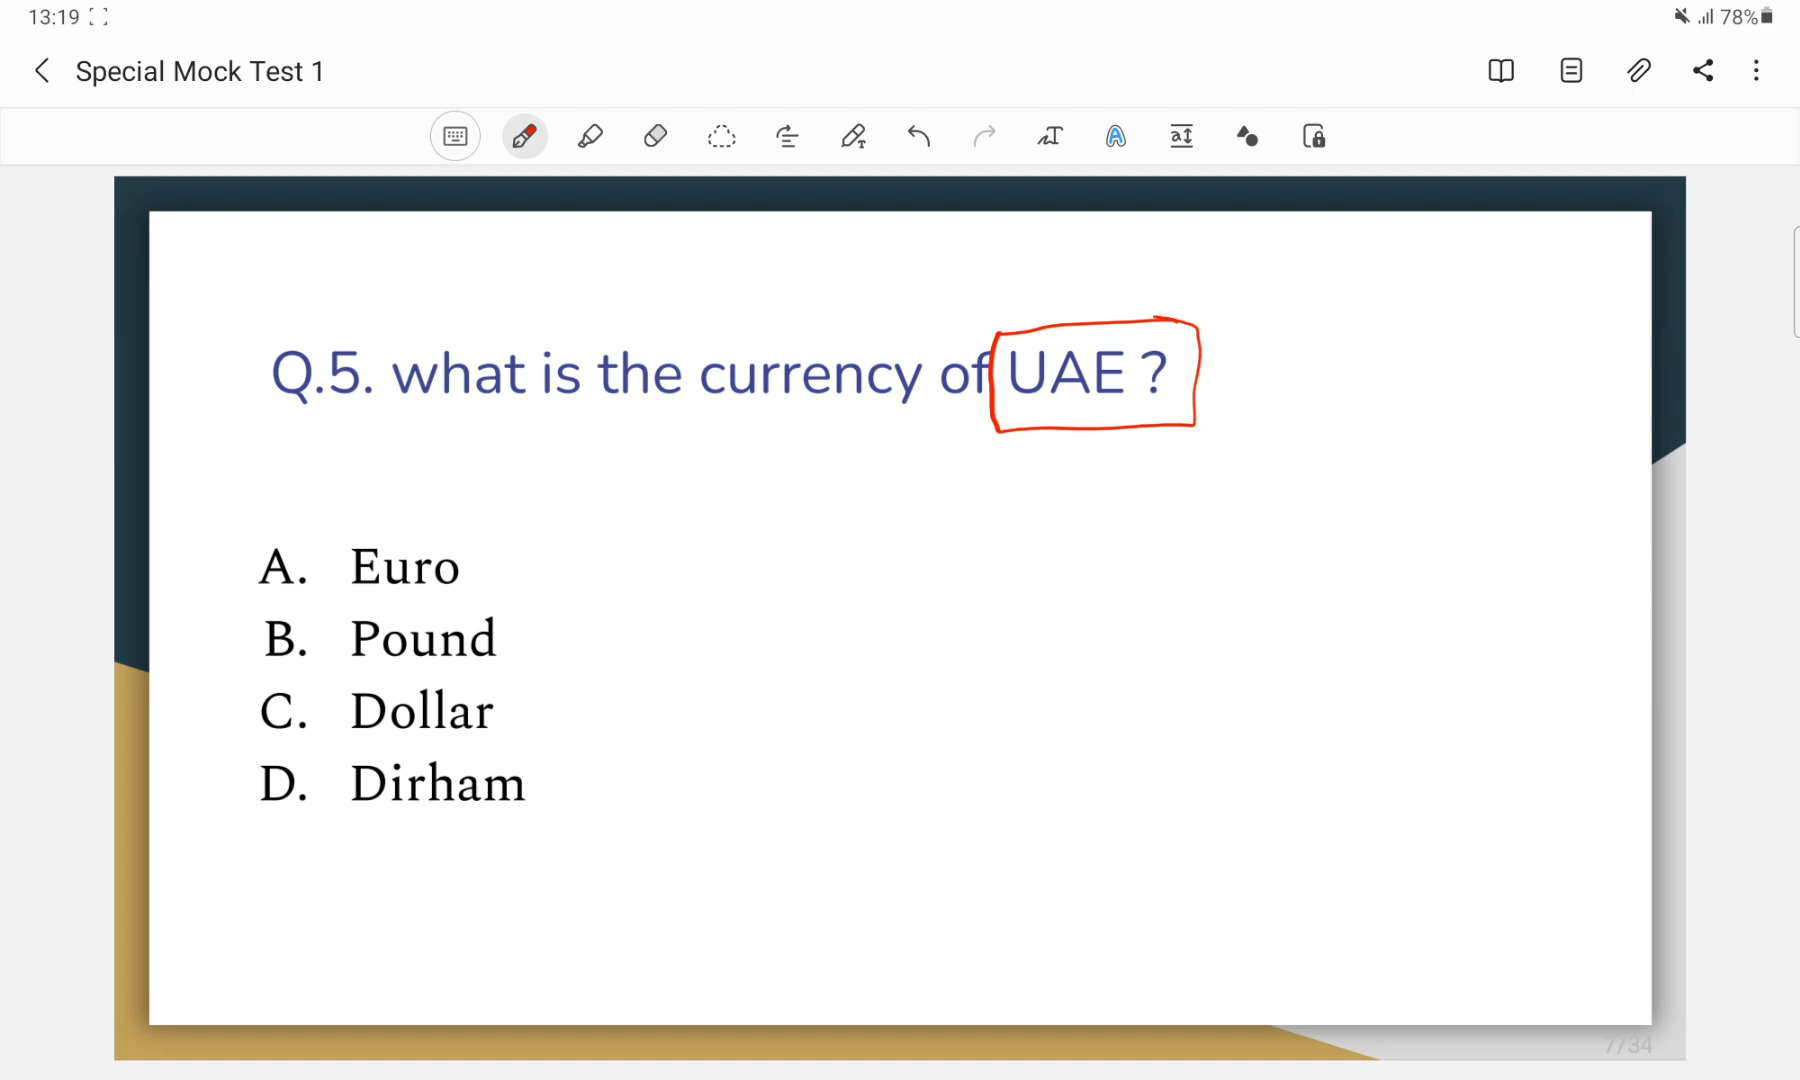 13:19
78%
Special Mock Test 1
Q.5. what is the currency of UAE ?
A. Euro
B. Pound
C. Dollar
D. Dirham
7/34